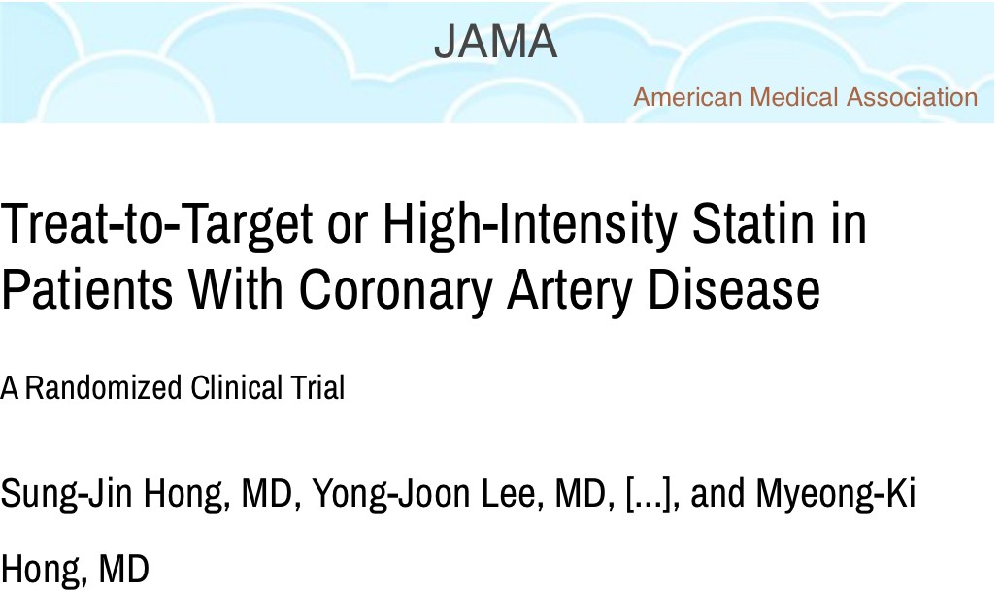 JAMA
American Medical Association
Treat-to-Target or High-Intensity Statin in
Patients With Coronary Artery Disease
A Randomized Clinical Trial
Sung-Jin Hong, MD, Yong-Joon Lee, MD, [...], and Myeong-Ki
Hong, MD